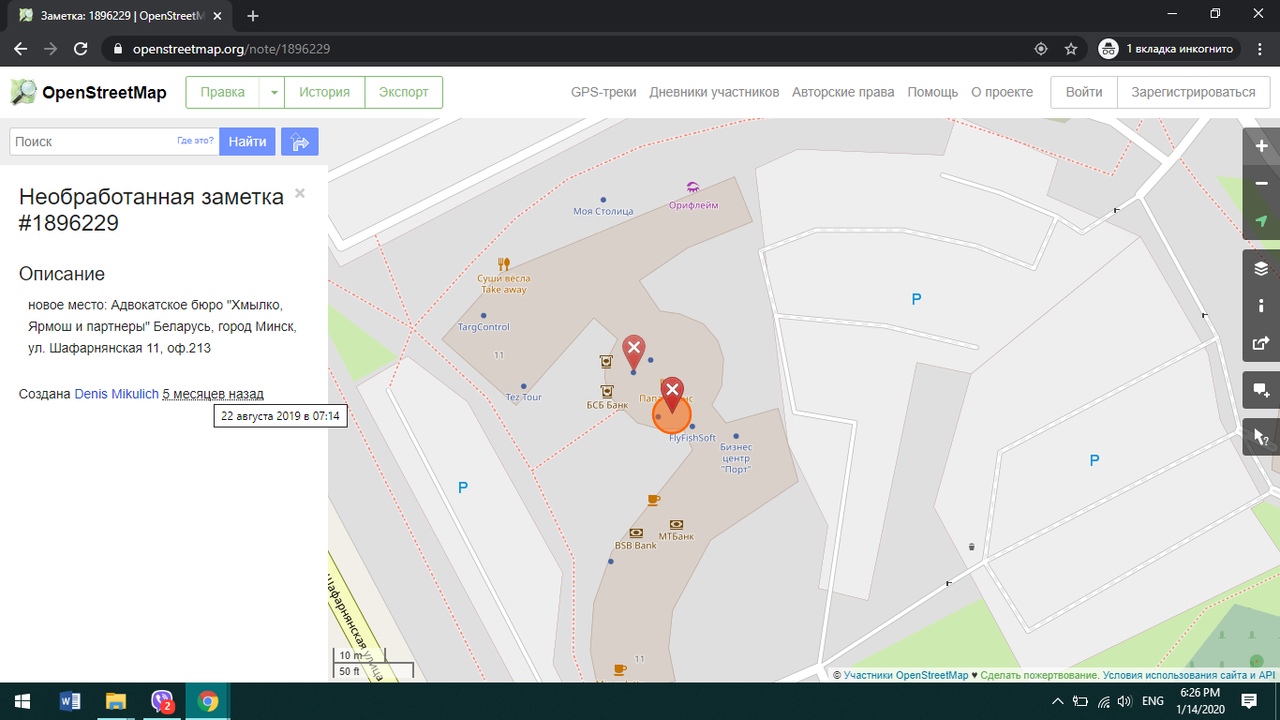 Заметка: 1896229 | OpenStreetM
openstreetmap.org/note/1896229
1 вкладка инкогнито
OpenStreetMap
Правка
История
Экспорт
GPS-треки
Дневники участников
Авторские права
Помощь
О проекте
Войти
Зарегистрироваться
Поиск
Где это?
Найти
Необработанная заметка
#1896229
Описание
новое место: Адвокатское бюро "Хмылко,
Ярмош и партнеры" Беларусь, город Минск,
ул. Шафарнянская 11, оф.213
Создана Denis Mikulich 5 месяцев назад
22 августа 2019 в 07:14
Моя Столица
Орифлейм
Суши весла
Take away
TargControl
11
Tez Tour
БСБ Банк
FlyFishSoft
Бизнес
центр
"Порт"
P
P
P
BSB Bank
МТБанк
11
Шафарнянская улица
10 m
50 ft
© Участники OpenStreetMap ♥ Сделать пожертвование. Условия использования сайта и API
2
ENG
6:26 PM
1/14/2020